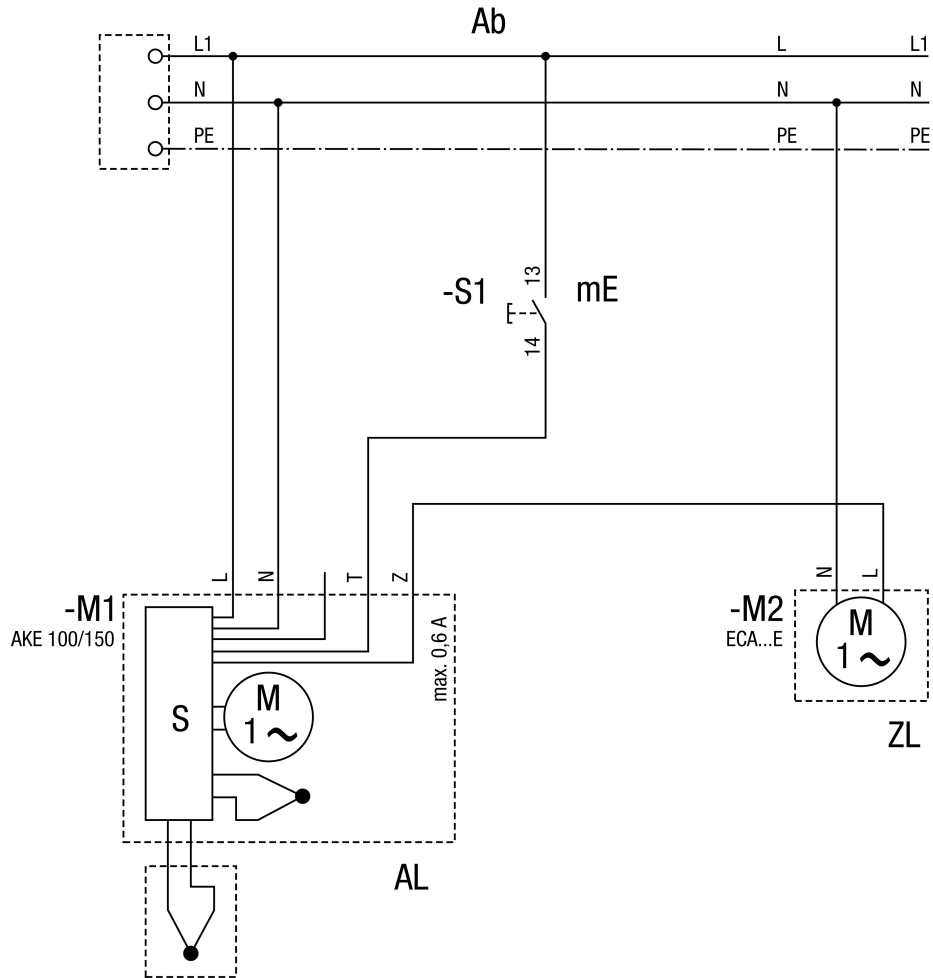 Ab
L1 L L1
N N N
PE PE PE
13
-S1 mE
14
L N T Z N L
-M1
AKE 100/150
max. 0,6 A
-M2
ECA...E
M
1 ~
ZL
S
M
1 ~
AL